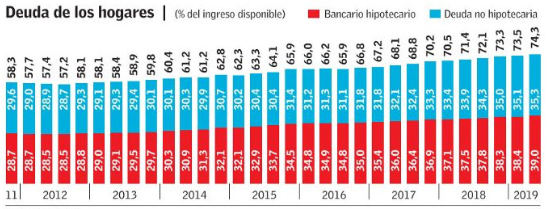 Deuda de los hogares | (% del ingreso disponible) Bancario hipotecario Deuda no hipotecaria
58,3 57,7 57,4 57,2 58,1 58,1 58,4 58,9 59,8 60,4 61,2 61,2 62,8 62,3 63,3 64,1 65,9 66,0 66,2 65,9 66,8 67,2 68,1 68,8 70,2 70,5 71,4 72,1 73,3 73,5 74,3
29,6 29,0 28,9 28,7 29,3 29,1 29,3 29,4 30,1 30,1 30,3 29,9 30,7 30,2 30,4 30,4 31,4 31,2 31,3 31,1 31,8 31,8 32,1 32,4 33,3 33,4 33,9 34,3 35,0 35,1 35,3
28,7 28,7 28,5 28,5 28,8 29,0 29,1 29,5 29,7 30,3 30,9 31,3 32,1 32,1 32,9 33,7 34,5 34,8 34,9 34,8 35,0 35,4 36,0 36,4 36,9 37,1 37,5 37,8 38,3 38,4 39,0
11 2012 2013 2014 2015 2016 2017 2018 2019